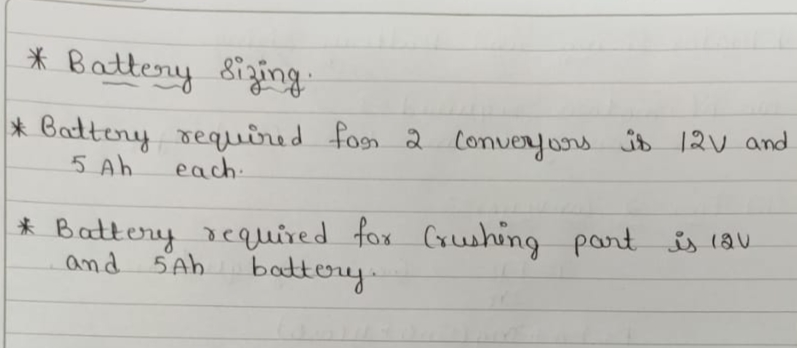 * Battery Sizing.
* Battery required for 2 Converyors is 12V and
5 Ah each.
* Battery required for Crushing part is 12V
and 5Ah battery.